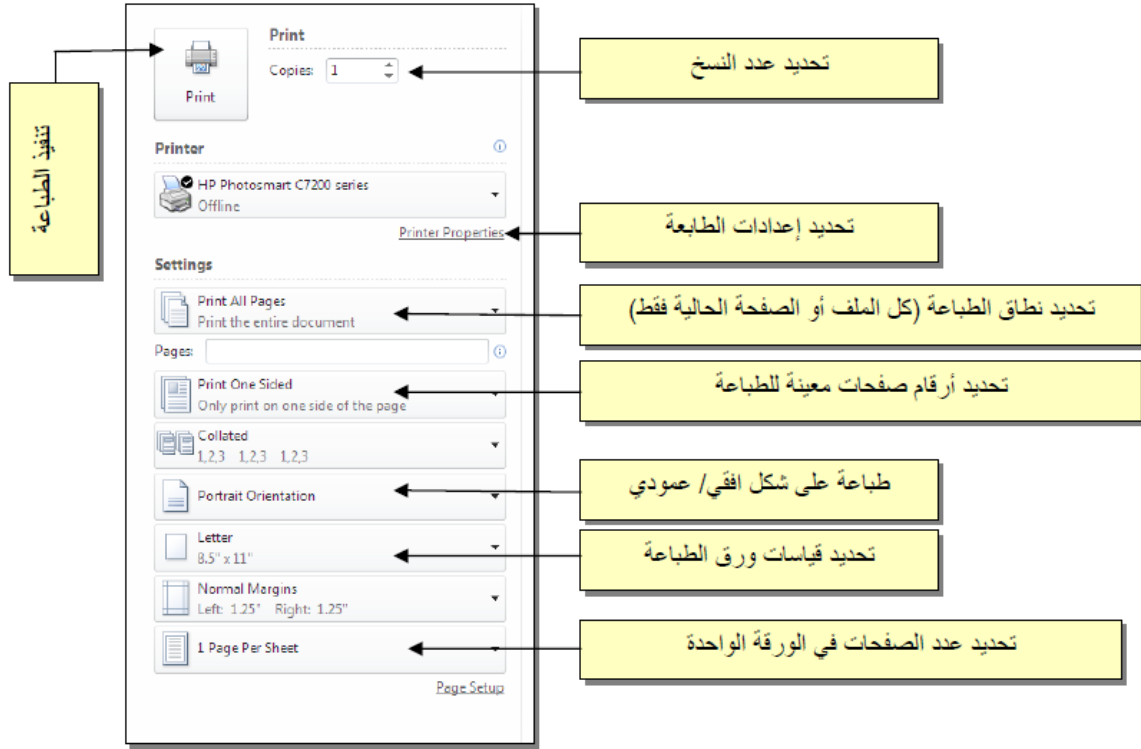 Print
Copies: 1
Print
تحديد عدد النسخ
تنفيذ الطباعة
Printer
HP Photosmart C7200 series
Offline
Printer Properties
تحديد إعدادات الطابعة
Settings
Print All Pages
Print the entire document
تحديد نطاق الطباعة (كل الملف أو الصفحة الحالية فقط)
Pages:
Print One Sided
Only print on one side of the page
تحديد أرقام صفحات معينة للطباعة
Collated
1,2,3 1,2,3 1,2,3
Portrait Orientation
طباعة على شكل افقي/ عمودي
Letter
8.5" x 11"
تحديد قياسات ورق الطباعة
Normal Margins
Left: 1.25" Right: 1.25"
1 Page Per Sheet
تحديد عدد الصفحات في الورقة الواحدة
Page Setup